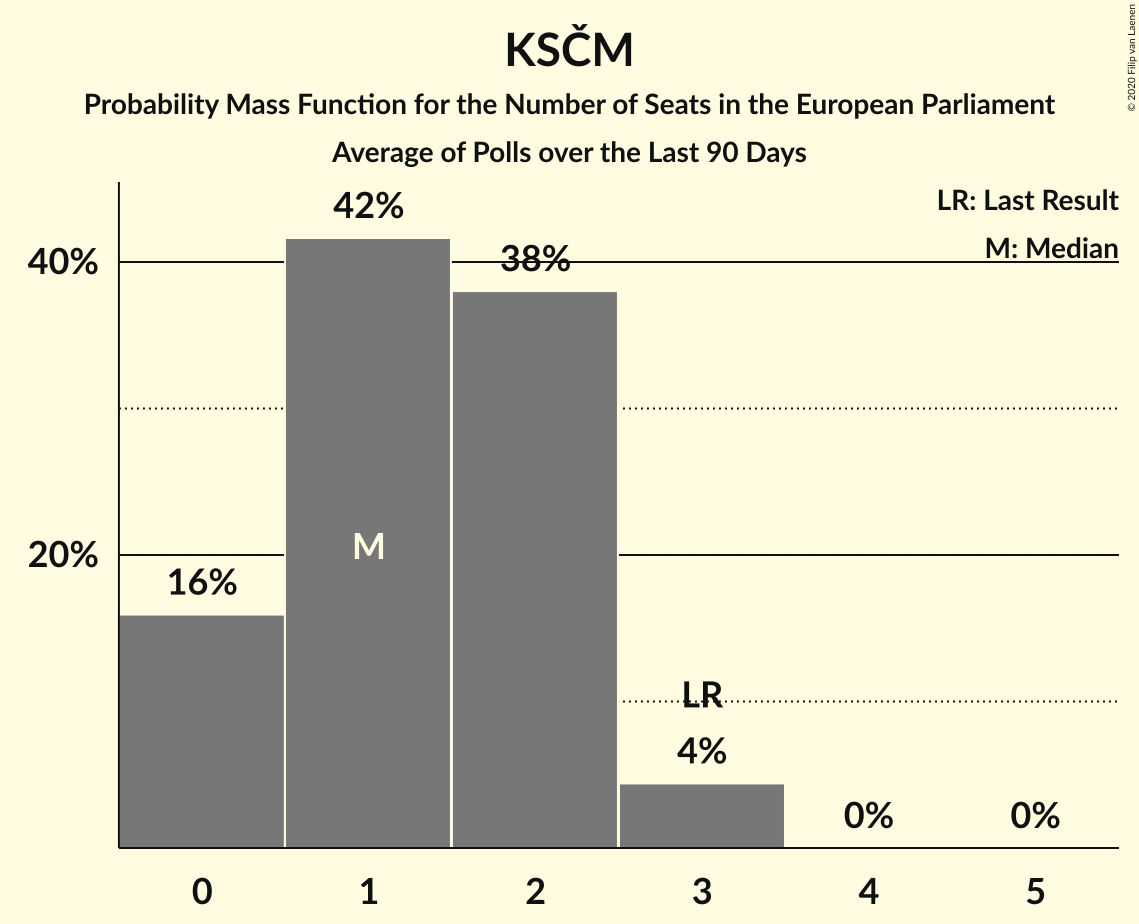 KSČM
Probability Mass Function for the Number of Seats in the European Parliament
Average of Polls over the Last 90 Days
© 2020 Filip van Laenen
LR: Last Result
M: Median
42%
38%
40%
20%
16%
M
LR
4%
0%
0%
0 1 2 3 4 5